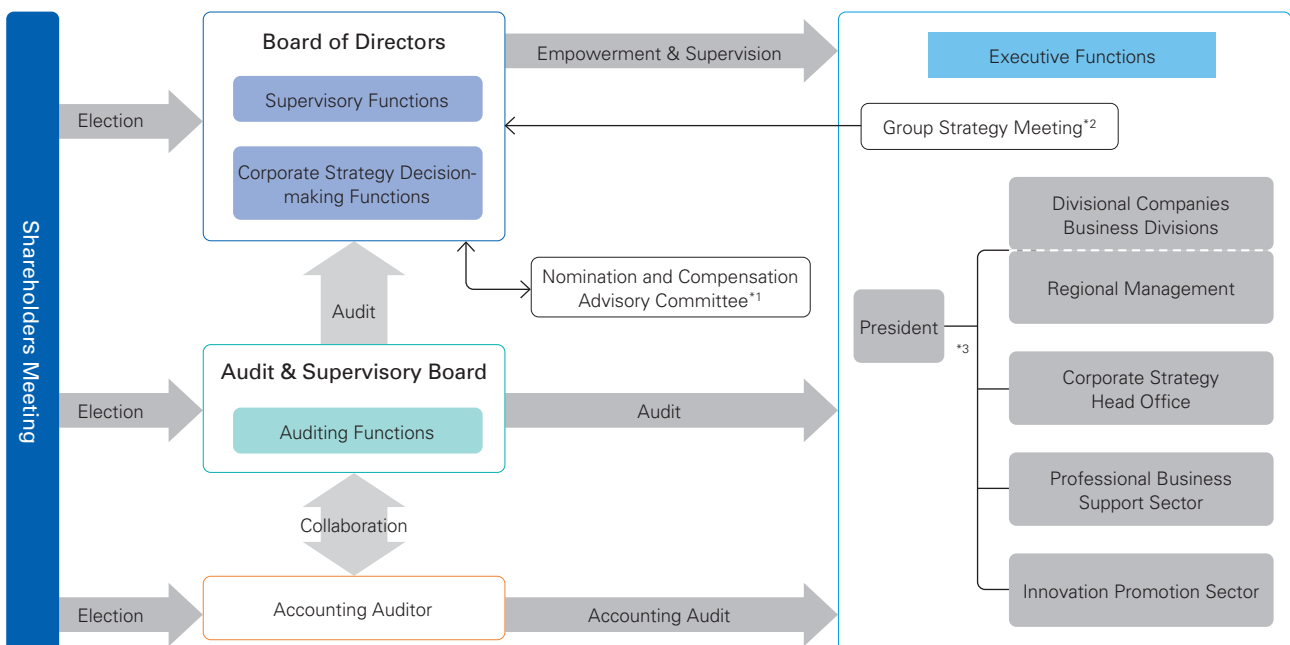 Shareholders Meeting
Election
Board of Directors
Supervisory Functions
Corporate Strategy Decision-
making Functions
Empowerment & Supervision
Executive Functions
Group Strategy Meeting*2
Nomination and Compensation
Advisory Committee*1
Audit
Election
Audit & Supervisory Board
Auditing Functions
Audit
Collaboration
Election
Accounting Auditor
Accounting Audit
President
*3
Divisional Companies
Business Divisions
Regional Management
Corporate Strategy
Head Office
Professional Business
Support Sector
Innovation Promotion Sector